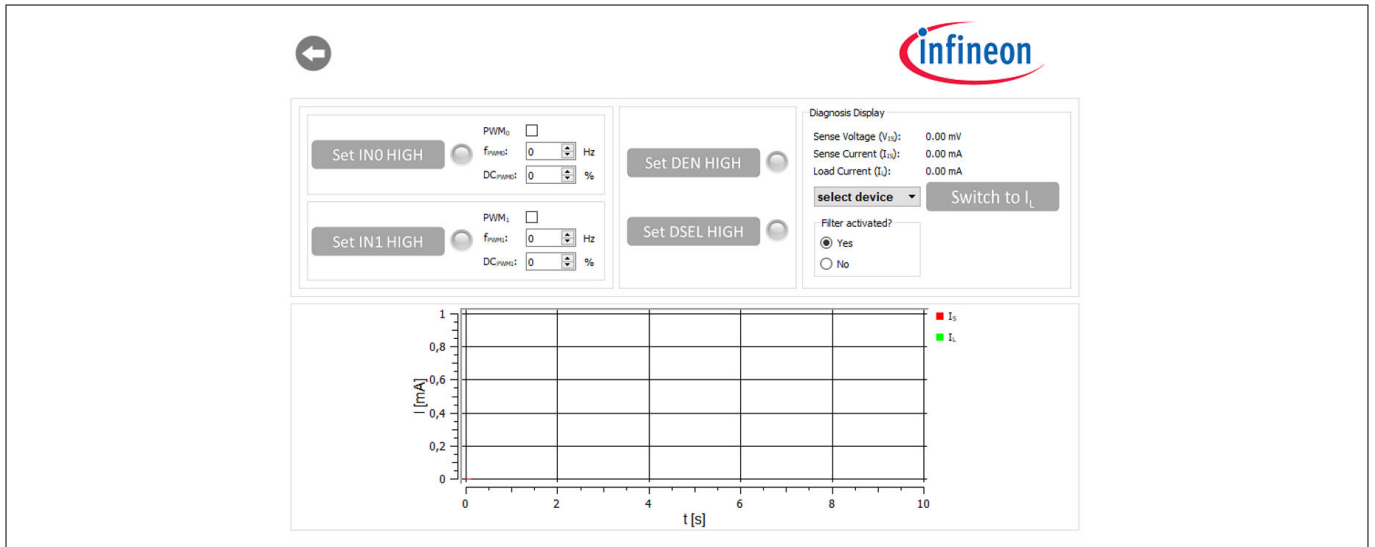 infineon
Set IN0 HIGH
PWM₀
fPWM0: 0 Hz
DCPWM0: 0 %
Set IN1 HIGH
PWM₁
fPWM1: 0 Hz
DCPWM1: 0 %
Set DEN HIGH
Set DSEL HIGH
Diagnosis Display
Sense Voltage (VIS): 0.00 mV
Sense Current (IIS): 0.00 mA
Load Current (IL): 0.00 mA
select device
Switch to IL
Filter activated?
Yes
No
1
0,8
0,6
0,4
0,2
0
I [mA]
0 2 4 6 8 10
t [s]
IS
IL